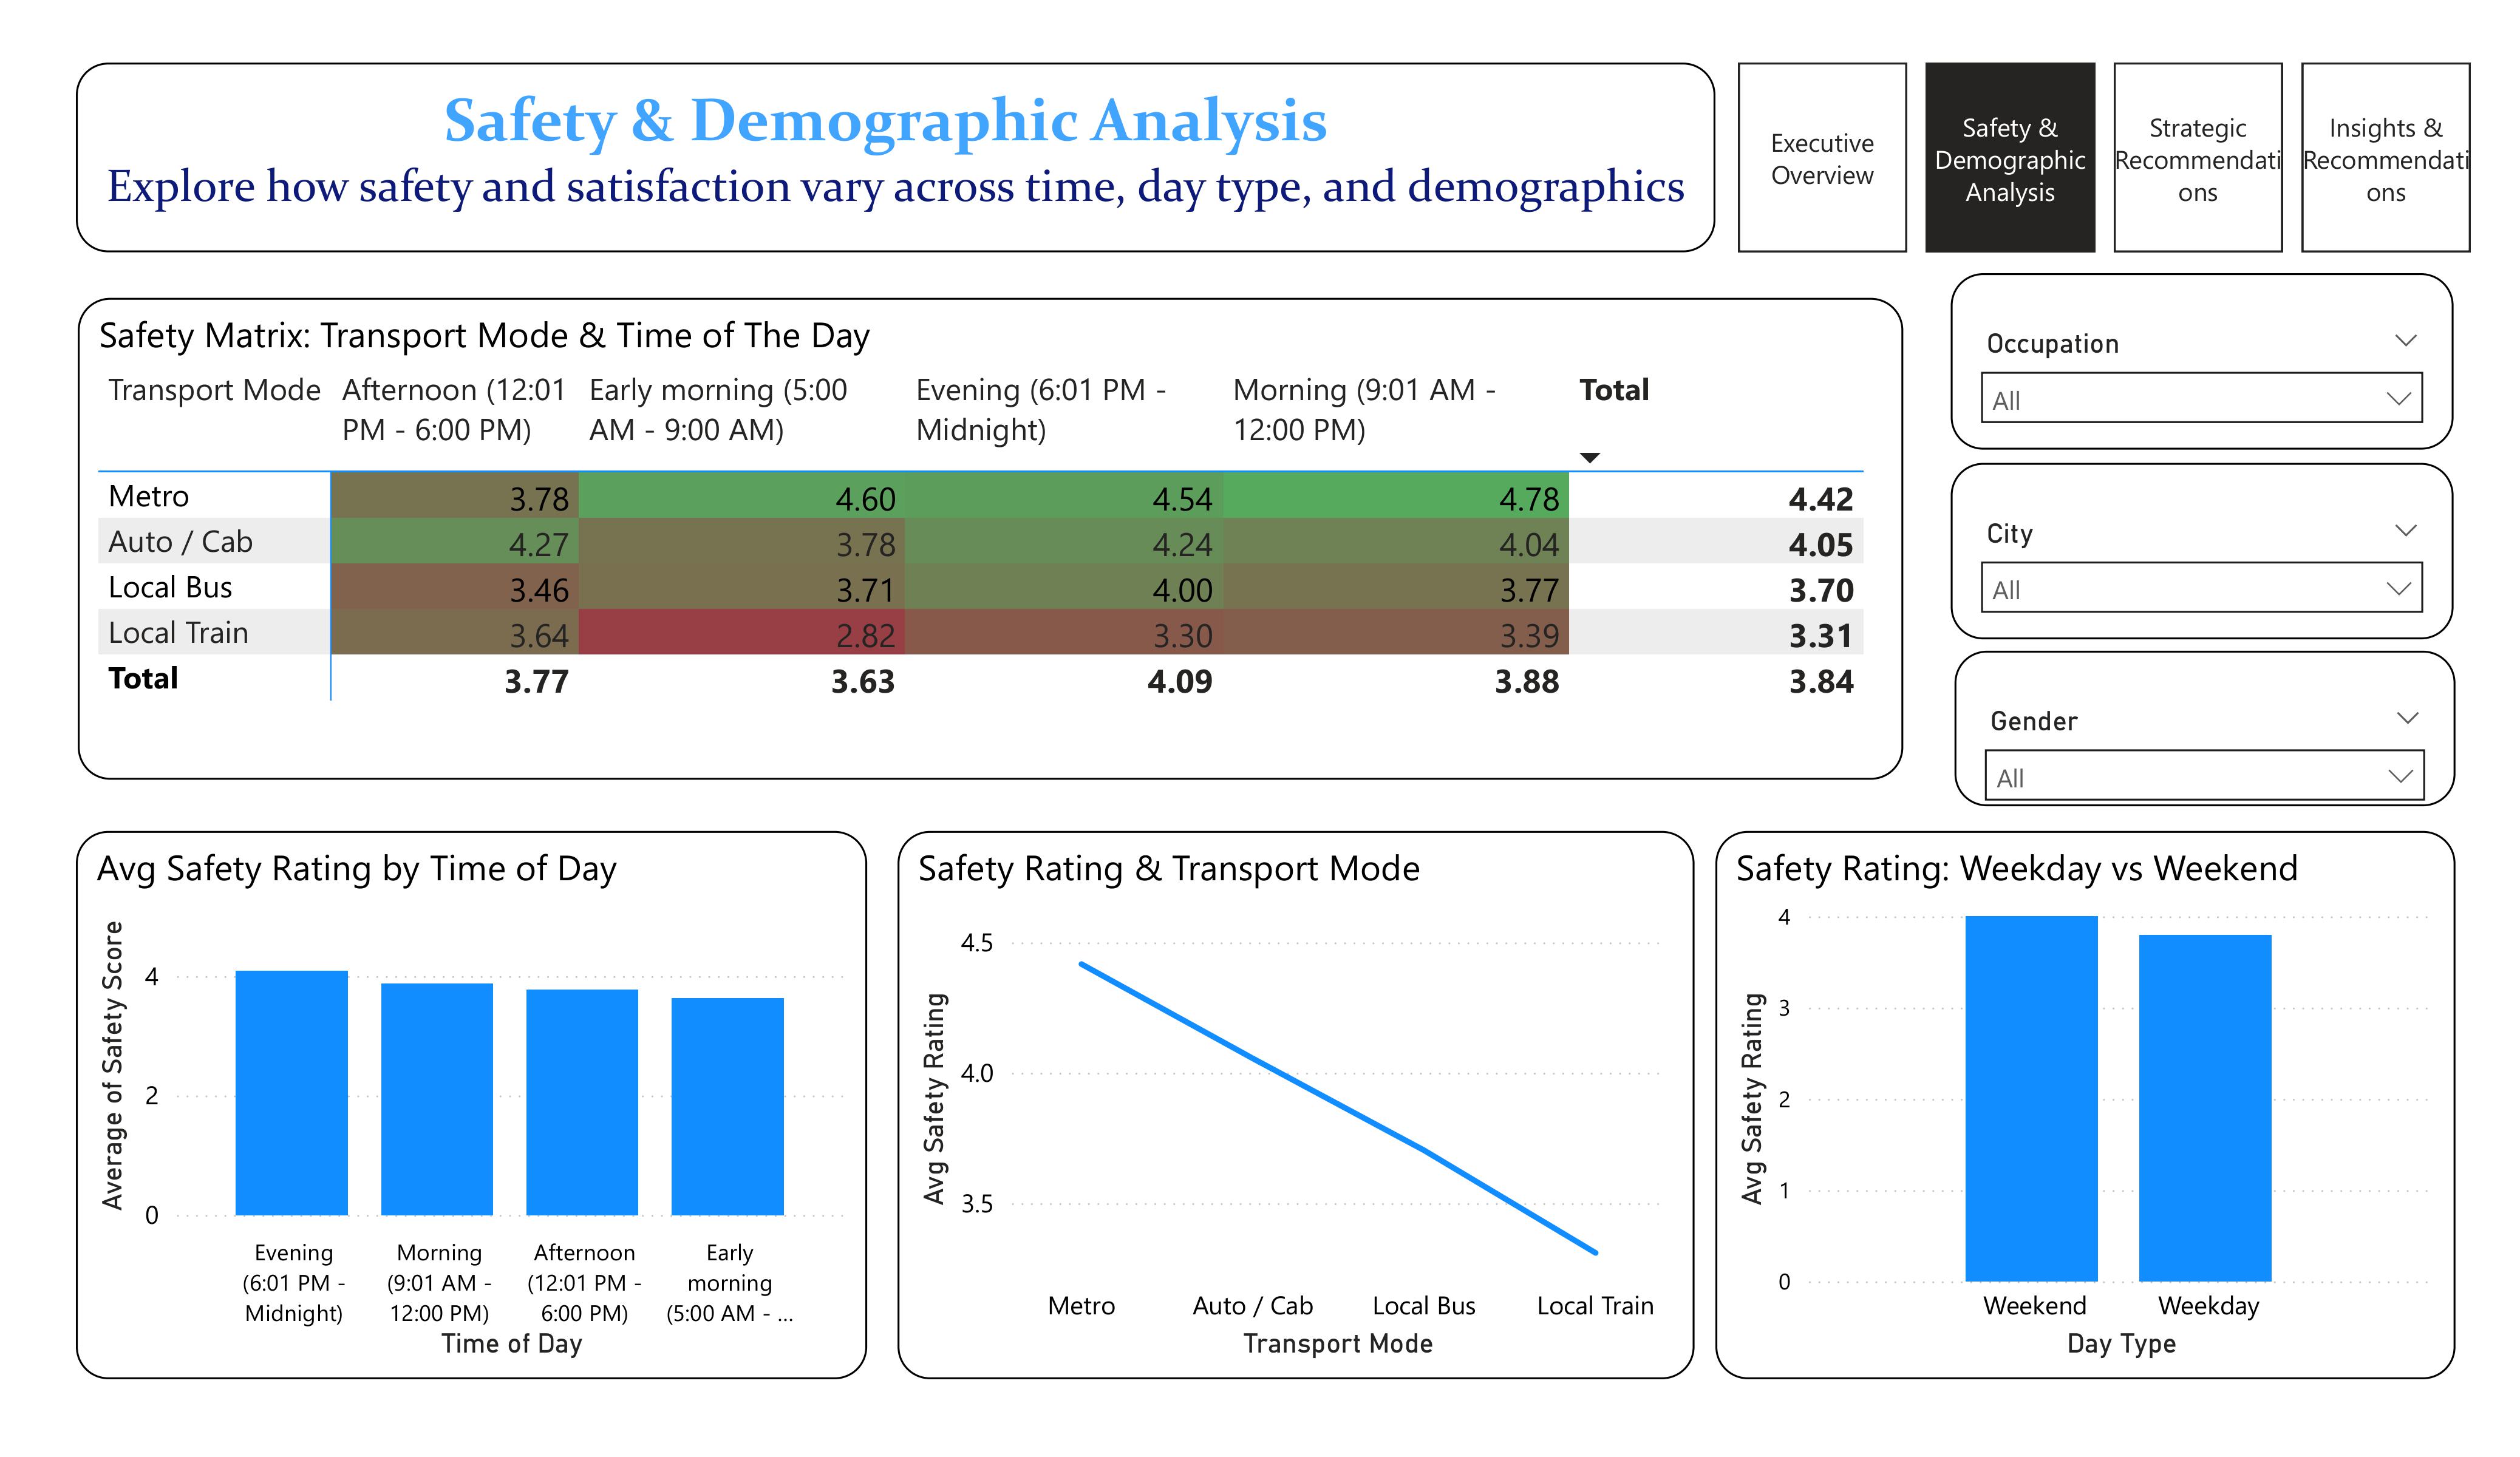 Safety & Demographic Analysis
Explore how safety and satisfaction vary across time, day type, and demographics
Executive
Overview
Safety &
Demographic
Analysis
Strategic
Recommendati
ons
Insights &
Recommendati
ons
Safety Matrix: Transport Mode & Time of The Day
Transport Mode Afternoon (12:01 Early morning (5:00 Evening (6:01 PM - Morning (9:01 AM - Total
PM - 6:00 PM) AM - 9:00 AM) Midnight) 12:00 PM)
Metro 3.78 4.60 4.54 4.78 4.42
Auto / Cab 4.27 3.78 4.24 4.04 4.05
Local Bus 3.46 3.71 4.00 3.77 3.70
Local Train 3.64 2.82 3.30 3.39 3.31
Total 3.77 3.63 4.09 3.88 3.84
Occupation
All
City
All
Gender
All
Avg Safety Rating by Time of Day
Average of Safety Score
4
2
0
Evening Morning Afternoon Early
(6:01 PM - (9:01 AM - (12:01 PM - morning
Midnight) 12:00 PM) 6:00 PM) (5:00 AM - ...
Time of Day
Safety Rating & Transport Mode
Avg Safety Rating
4.5
4.0
3.5
Metro Auto / Cab Local Bus Local Train
Transport Mode
Safety Rating: Weekday vs Weekend
Avg Safety Rating
4
3
2
1
0
Weekend Weekday
Day Type